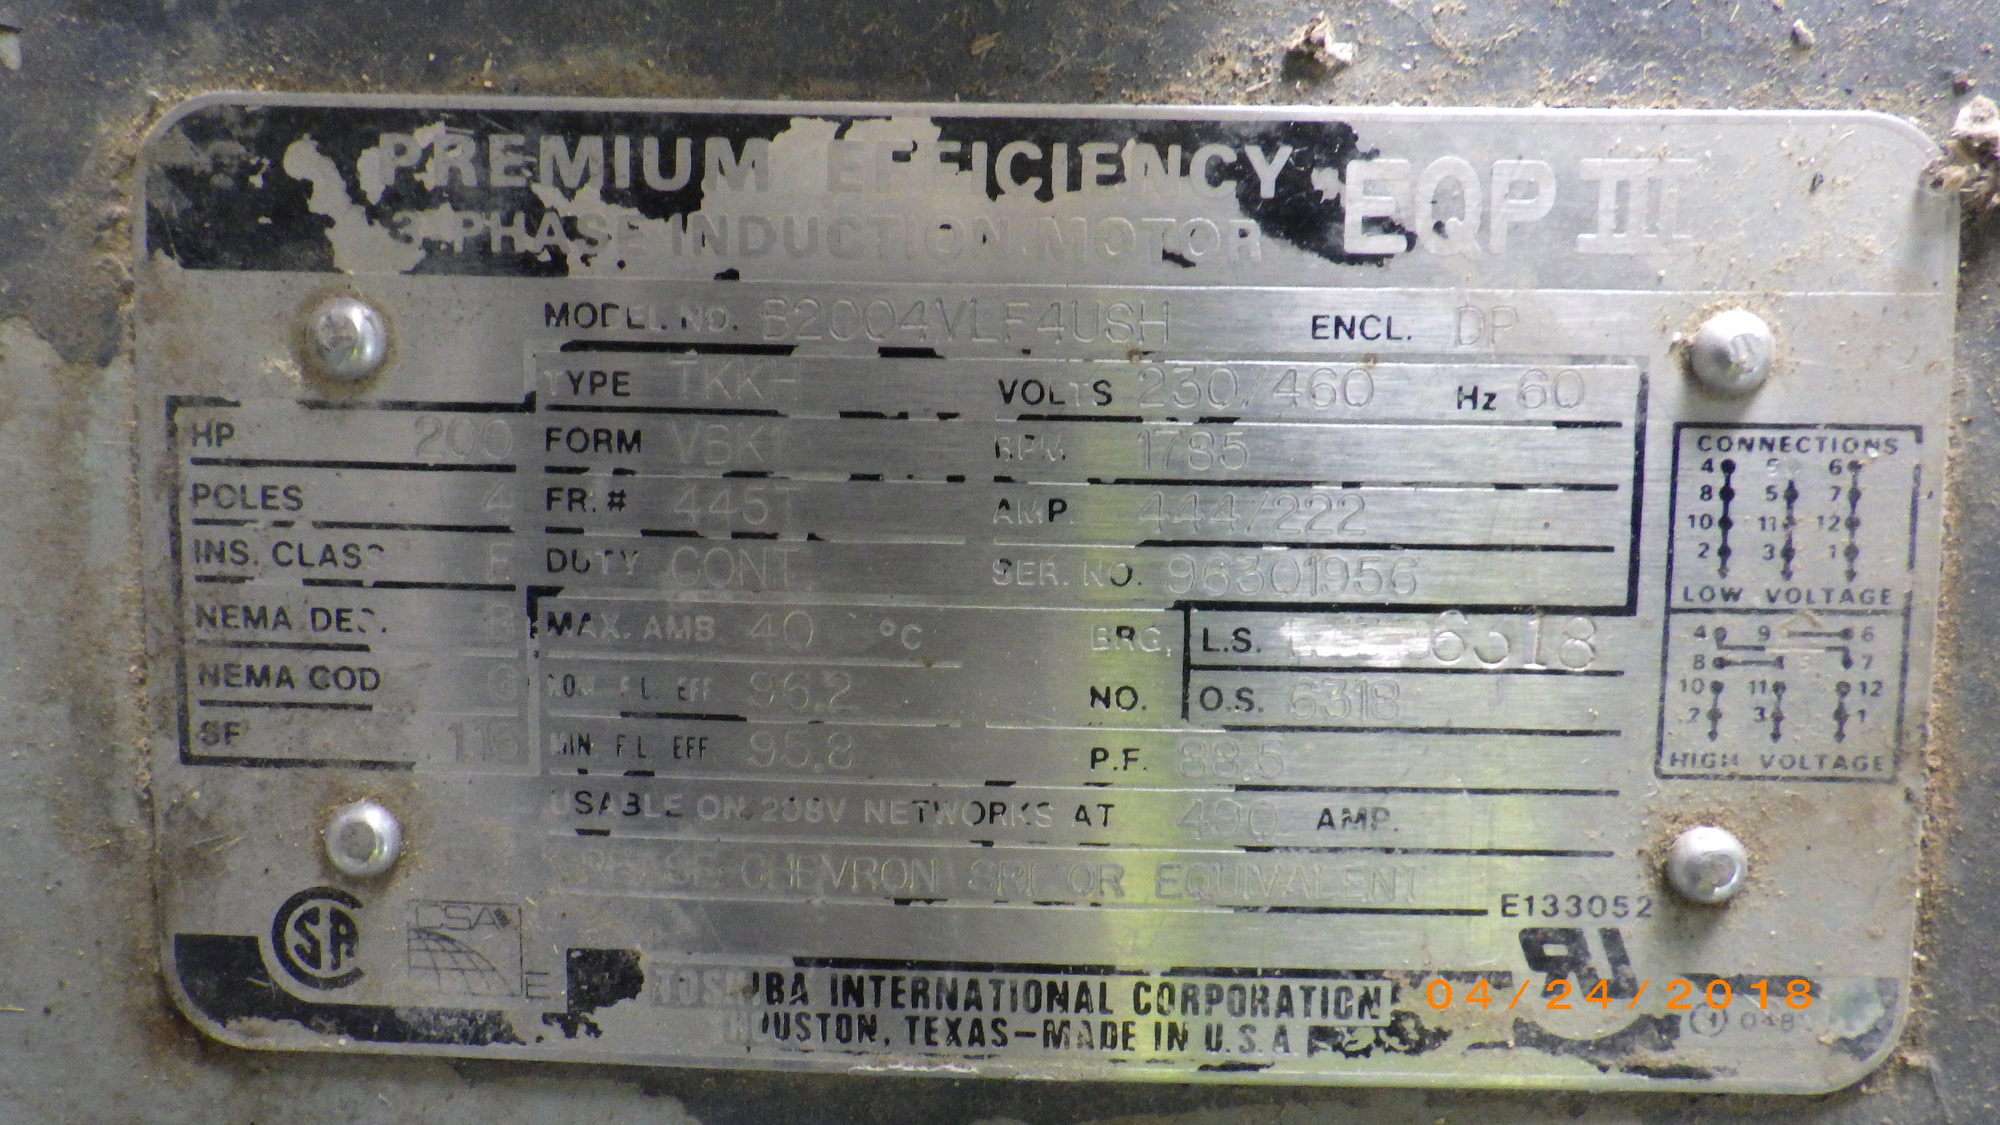 PREMIUM EFFICIENCY EQP III
3-PHASE INDUCTION MOTOR
MODEL NO. B2004VLF4USH ENCL. DP
TYPE TKKH VOLTS 230/460 Hz 60
HP 200 FORM RPM 1785
POLES 4 FR. # 445T AMP. 444/222
INS. CLASS F DUTY CONT. SER. NO. 96301956
NEMA DES. B MAX. AMB. 40 °C BRG. L.S. 6318
NEMA COD G NOM F L. EFF 96.2 NO. O.S. 6318
SF 1.15 MIN F L. EFF 95.8 P.F. 88.5
USABLE ON 208V NETWORKS AT 490 AMP.
GREASE CHEVRON SRI OR EQUIVALENT
E133052
CONNECTIONS
4 5 6
8 5 7
10 11 12
2 3 1
LOW VOLTAGE
4 9 6
8 4 5 7
10 11 12
2 3 1
HIGH VOLTAGE
CSA
CSA
E
TOSHIBA INTERNATIONAL CORPORATION
HOUSTON, TEXAS-MADE IN U.S.A
04/24/2018